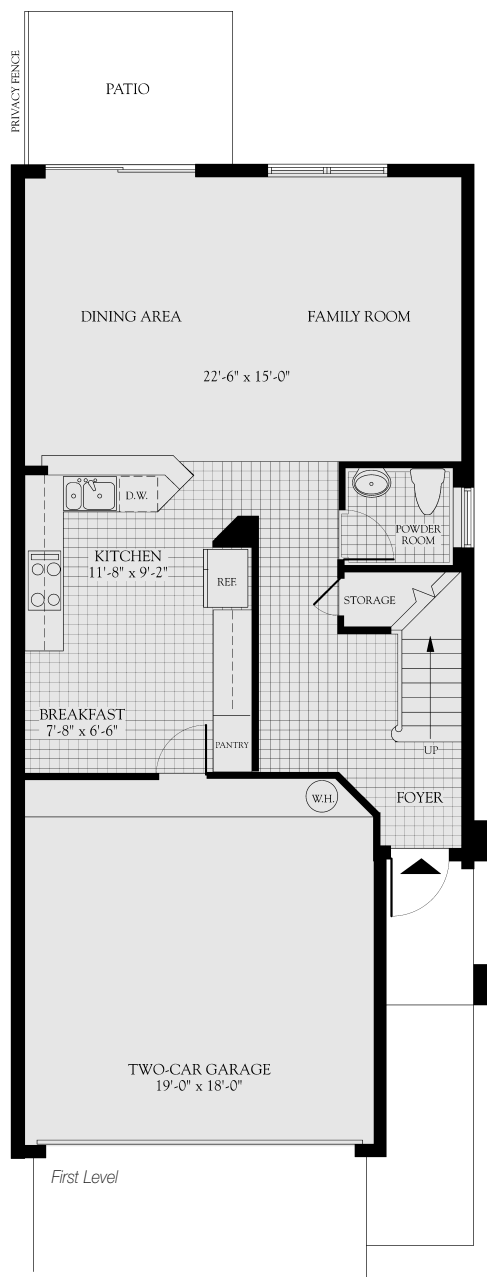 PRIVACY FENCE
PATIO
DINING AREA
FAMILY ROOM
22'-6" x 15'-0"
D.W.
POWDER
ROOM
KITCHEN
11'-8" x 9'-2"
REF.
STORAGE
BREAKFAST
7'-8" x 6'-6"
PANTRY
UP
W.H.
FOYER
TWO-CAR GARAGE
19'-0" x 18'-0"
First Level